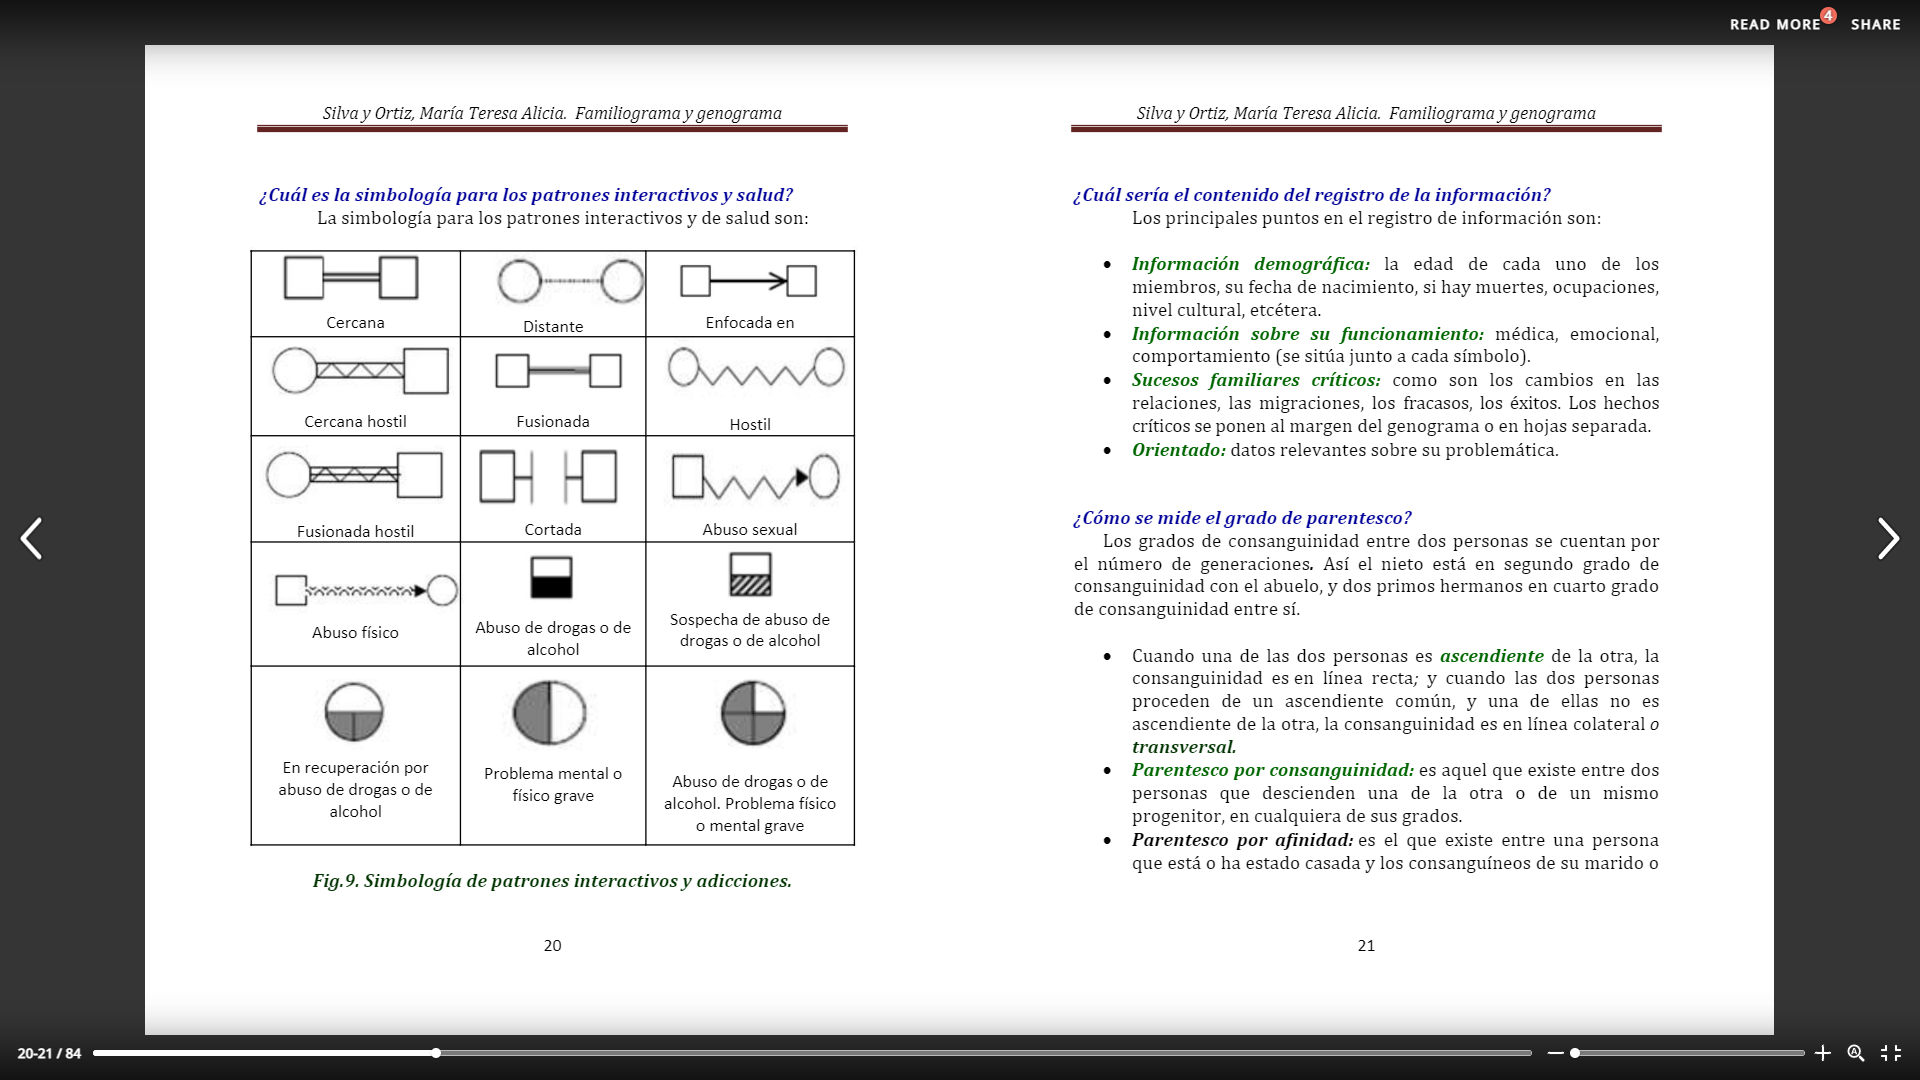 READ MORE 4 SHARE
Silva y Ortiz, María Teresa Alicia.  Familiograma y genograma
¿Cuál es la simbología para los patrones interactivos y salud?
La simbología para los patrones interactivos y de salud son:
Cercana
Distante
Enfocada en
Cercana hostil
Fusionada
Hostil
Fusionada hostil
Cortada
Abuso sexual
Abuso físico
Abuso de drogas o de
alcohol
Sospecha de abuso de
drogas o de alcohol
En recuperación por
abuso de drogas o de
alcohol
Problema mental o
físico grave
Abuso de drogas o de
alcohol. Problema físico
o mental grave
Fig.9. Simbología de patrones interactivos y adicciones.
20
Silva y Ortiz, María Teresa Alicia.  Familiograma y genograma
¿Cuál sería el contenido del registro de la información?
Los principales puntos en el registro de información son:
• Información demográfica: la edad de cada uno de los
miembros, su fecha de nacimiento, si hay muertes, ocupaciones,
nivel cultural, etcétera.
• Información sobre su funcionamiento: médica, emocional,
comportamiento (se sitúa junto a cada símbolo).
• Sucesos familiares críticos: como son los cambios en las
relaciones, las migraciones, los fracasos, los éxitos. Los hechos
críticos se ponen al margen del genograma o en hojas separada.
• Orientado: datos relevantes sobre su problemática.
¿Cómo se mide el grado de parentesco?
Los grados de consanguinidad entre dos personas se cuentan por
el número de generaciones. Así el nieto está en segundo grado de
consanguinidad con el abuelo, y dos primos hermanos en cuarto grado
de consanguinidad entre sí.
• Cuando una de las dos personas es ascendiente de la otra, la
consanguinidad es en línea recta; y cuando las dos personas
proceden de un ascendiente común, y una de ellas no es
ascendiente de la otra, la consanguinidad es en línea colateral o
transversal.
• Parentesco por consanguinidad: es aquel que existe entre dos
personas que descienden una de la otra o de un mismo
progenitor, en cualquiera de sus grados.
• Parentesco por afinidad: es el que existe entre una persona
que está o ha estado casada y los consanguíneos de su marido o
21
20-21 / 84